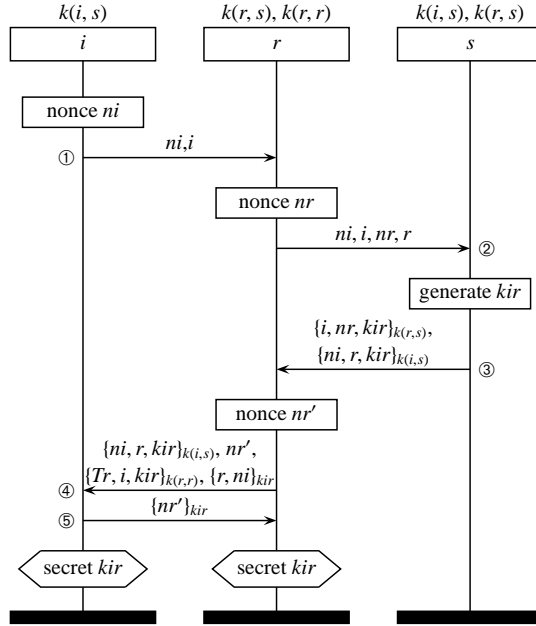 k(i, s) k(r, s), k(r, r) k(i, s), k(r, s)
i r s
nonce ni
① ni,i
nonce nr
ni, i, nr, r ②
generate kir
{i, nr, kir}k(r,s),
{ni, r, kir}k(i,s) ③
nonce nr′
{ni, r, kir}k(i,s), nr′,
④ {Tr, i, kir}k(r,r), {r, ni}kir
⑤ {nr′}kir
secret kir secret kir